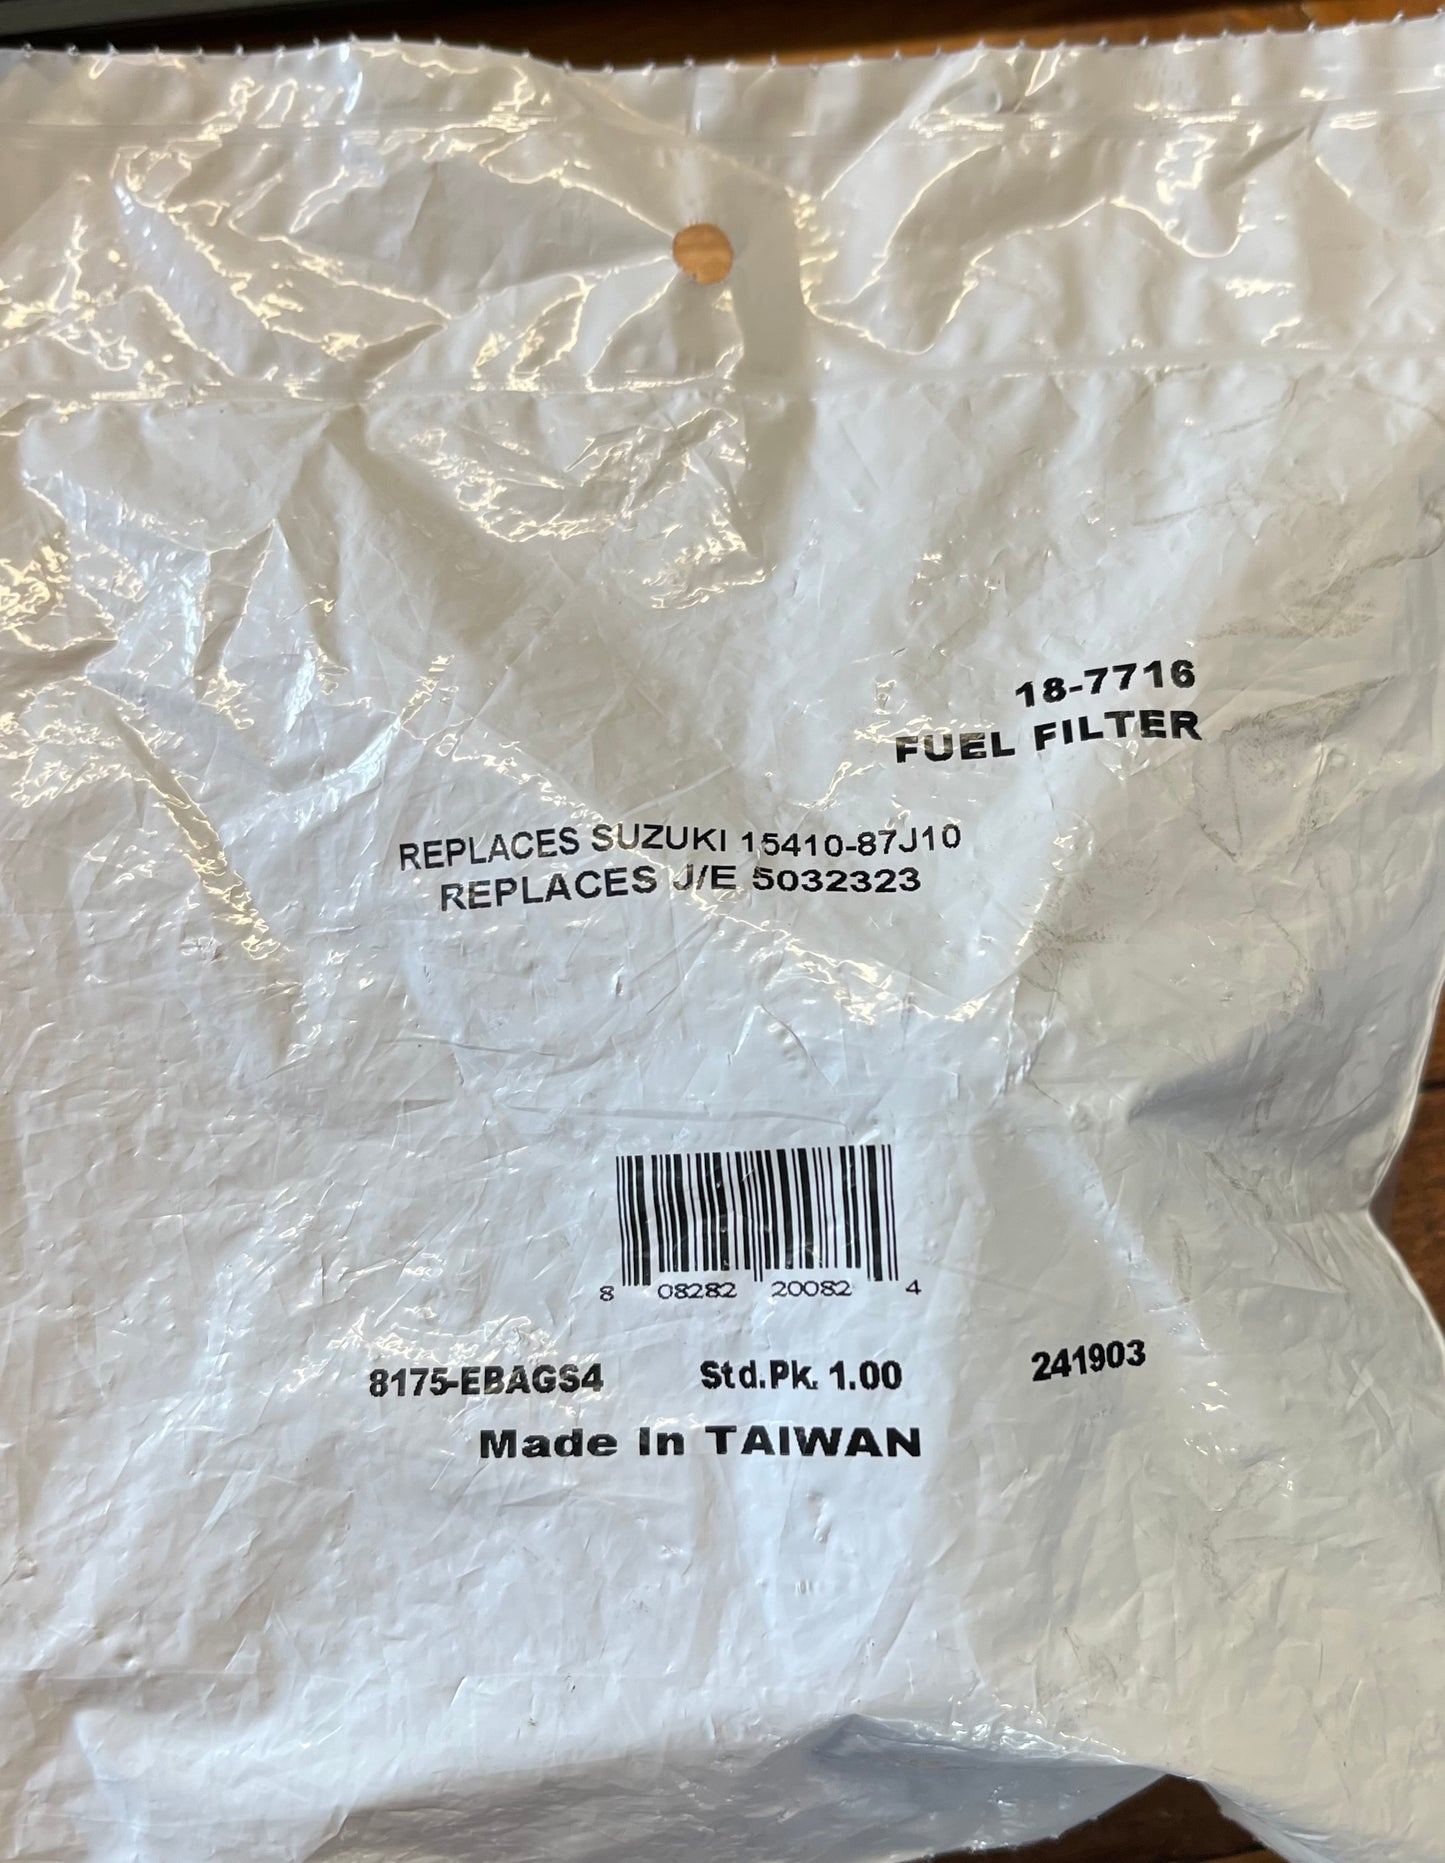 18-7716
FUEL FILTER
REPLACES SUZUKI 15410-87J10
REPLACES J/E 5032323
8 08282 20082 4
8175-EBAGS4 Std.Pk. 1.00 241903
Made In TAIWAN